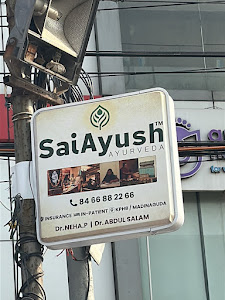 SaiAyush™
AYURVEDA
84 66 88 22 66
INSURANCE IN-PATIENT @ KPHB / MADINAGUDA
Dr. NEHA.P | Dr. ABDUL SALAM